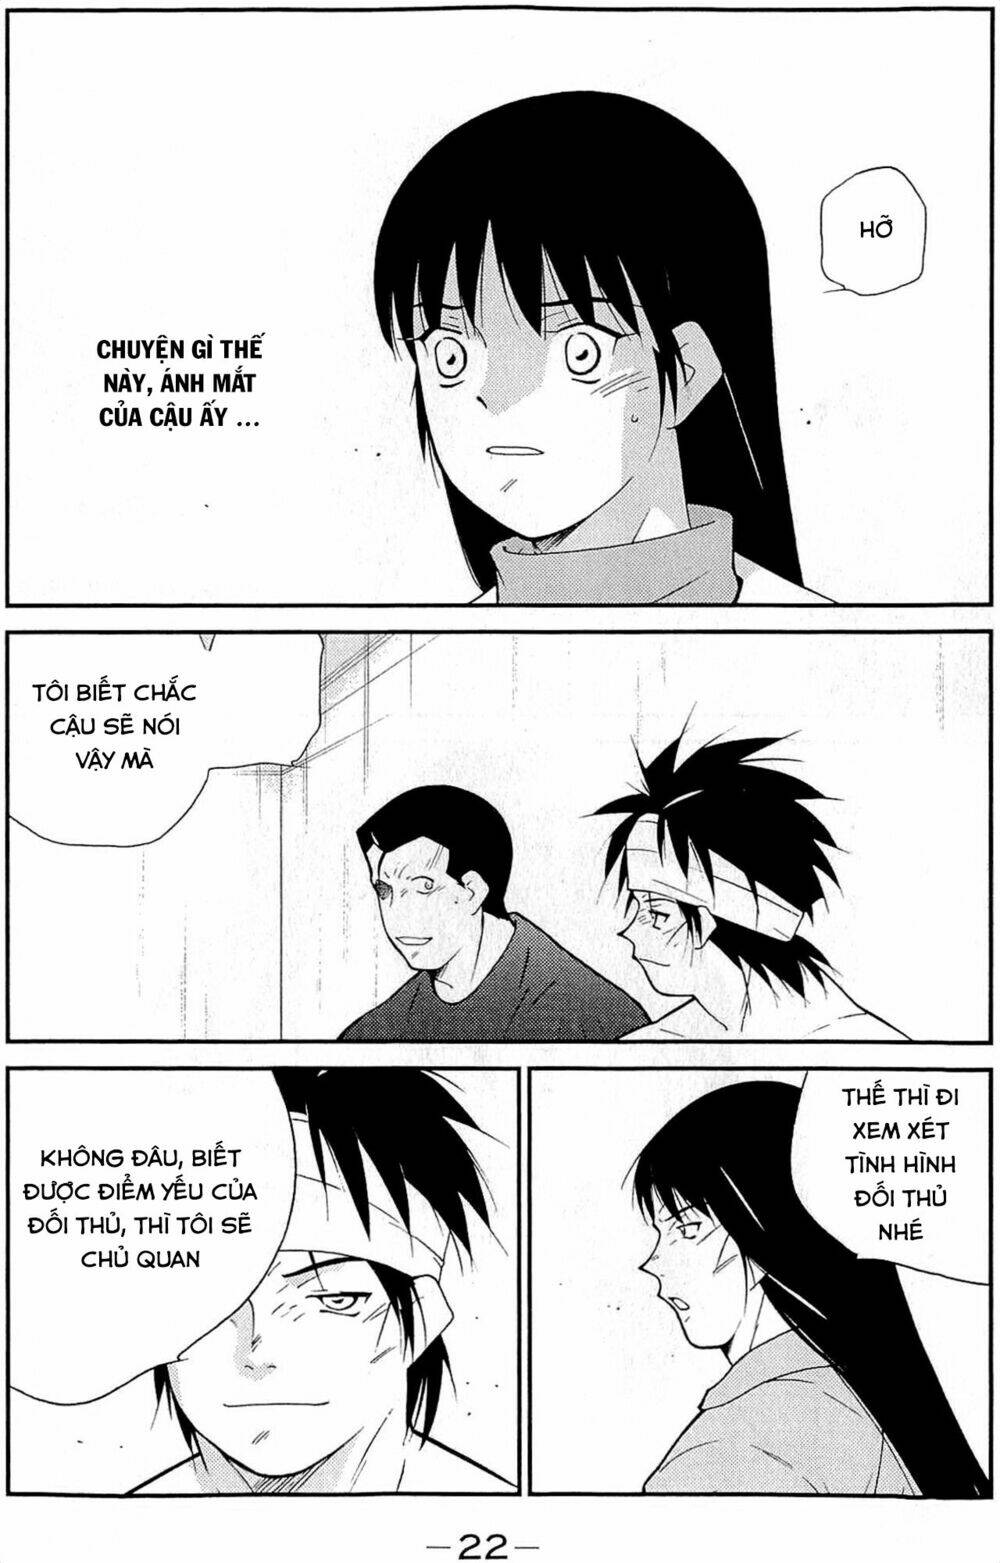 HỠ
CHUYỆN GÌ THẾ
NÀY, ÁNH MẮT
CỦA CẬU ẤY ...
TÔI BIẾT CHẮC
CẬU SẼ NÓI
VẬY MÀ
THẾ THÌ ĐI
XEM XÉT
TÌNH HÌNH
ĐỐI THỦ
NHÉ
KHÔNG ĐÂU, BIẾT
ĐƯỢC ĐIỂM YẾU CỦA
ĐỐI THỦ, THÌ TÔI SẼ
CHỦ QUAN
—22—